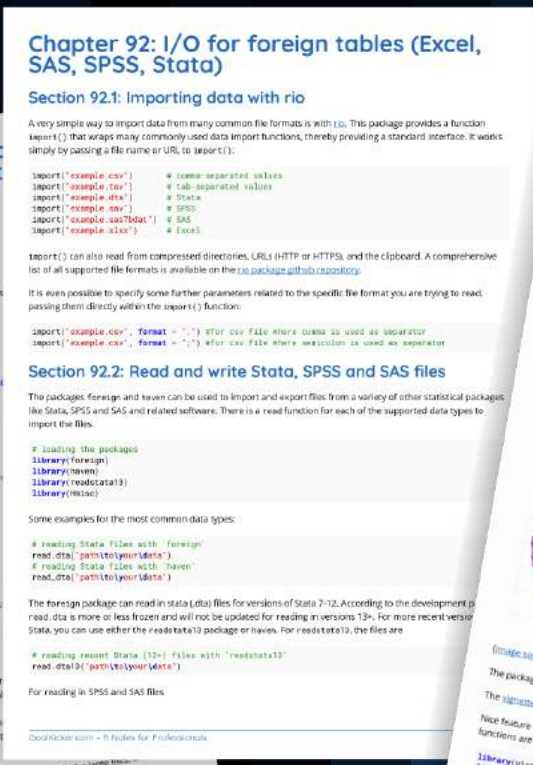 Chapter 92: I/O for foreign tables (Excel,
SAS, SPSS, Stata)
Section 92.1: Importing data with rio
A very simple way to import data from many common file formats is with rio. This package provides a function
import() that wraps many commonly used data import functions, thereby providing a standard interface. It works
simply by passing a file name or URL to import():
import("example.csv") # comma-separated values
import("example.tsv") # tab-separated values
import("example.dta") # Stata
import("example.sav") # SPSS
import("example.sas7bdat") # SAS
import("example.xlsx") # Excel
import() can also read from compressed directories, URLs (HTTP or HTTPS), and the clipboard. A comprehensive
list of all supported file formats is available on the rio package github repository.
It is even possible to specify some further parameters related to the specific file format you are trying to read,
passing them directly within the import() function:
import("example.csv", format = ",") #for csv file where comma is used as separator
import("example.csv", format = ";") #for csv file where semicolon is used as separator
Section 92.2: Read and write Stata, SPSS and SAS files
The packages foreign and haven can be used to import and export files from a variety of other statistical packages
like Stata, SPSS and SAS and related software. There is a read function for each of the supported data types to
import the files.
# loading the packages
library(foreign)
library(haven)
library(readstata13)
library(Hmisc)
Some examples for the most common data types:
# reading Stata files with `foreign`
read.dta("path\to\your\data")
# reading Stata files with `haven`
read_dta("path\to\your\data")
The foreign package can read in stata (.dta) files for versions of Stata 7-12. According to the development
read.dta is more or less frozen and will not be updated for reading in versions 13+. For more recent
Stata, you can use either the readstata13 package or haven. For readstata13, the files are
# reading recent Stata (13+) files with `readstata13`
read.dta13("path\to\your\data")
For reading in SPSS and SAS files
GoalKicker.com – R Notes for Professionals
(image
The
The
Nice feature
functions are